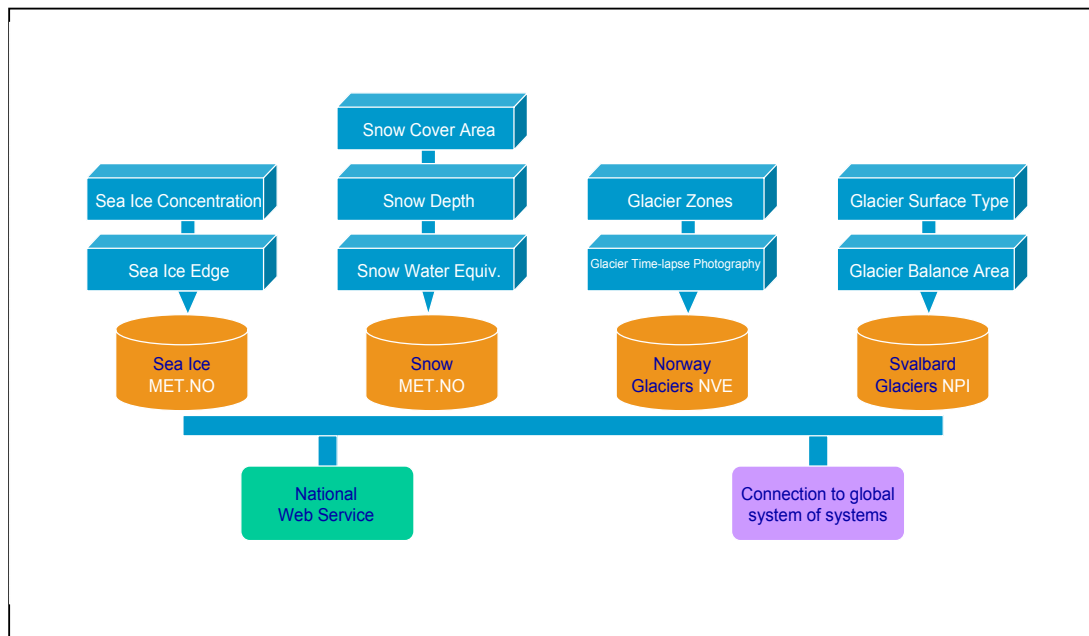 Snow Cover Area
Sea Ice Concentration
Snow Depth
Glacier Zones
Glacier Surface Type
Sea Ice Edge
Snow Water Equiv.
Glacier Time-lapse Photography
Glacier Balance Area
Sea Ice
MET.NO
Snow
MET.NO
Norway
Glaciers NVE
Svalbard
Glaciers NPI
National
Web Service
Connection to global
system of systems